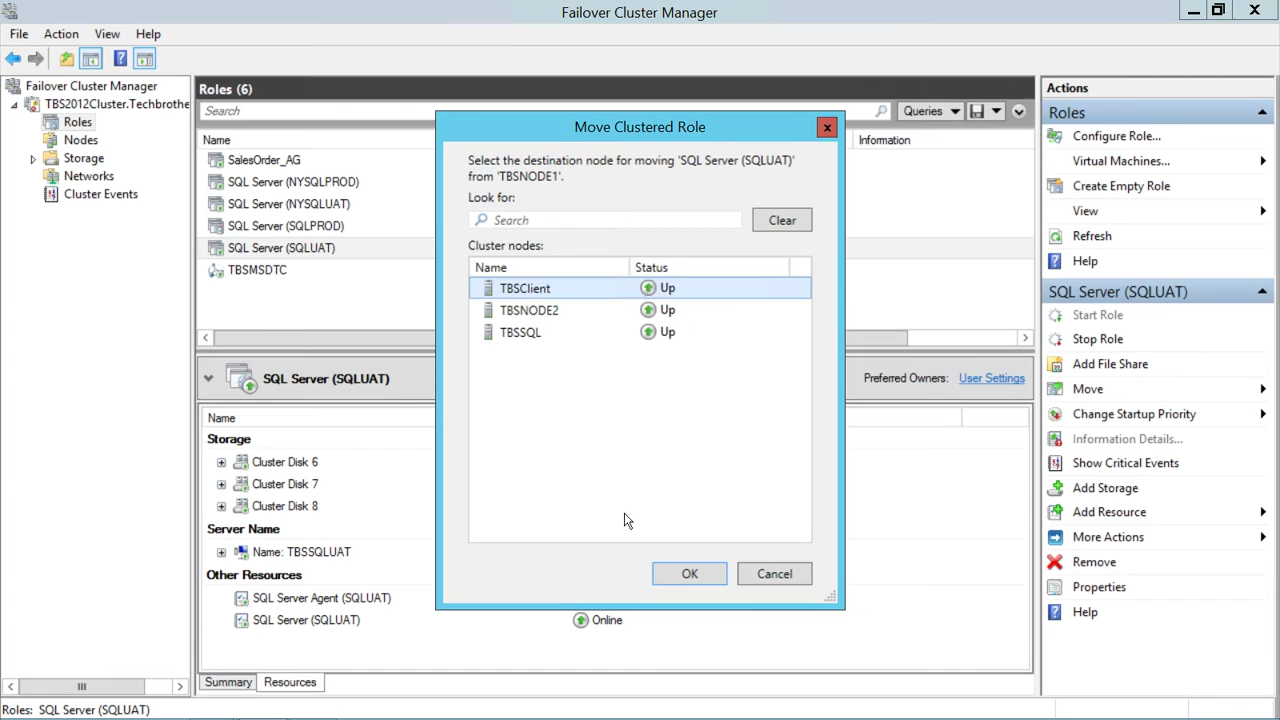 Failover Cluster Manager
File Action View Help
Failover Cluster Manager
TBS2012Cluster.Techbrothe
Roles
Nodes
Storage
Networks
Cluster Events
Roles (6)
Search
Queries
Name
Information
SalesOrder_AG
SQL Server (NYSQLPROD)
SQL Server (NYSQLUAT)
SQL Server (SQLPROD)
SQL Server (SQLUAT)
TBSMSDTC
SQL Server (SQLUAT)
Preferred Owners: User Settings
Name
Storage
Cluster Disk 6
Cluster Disk 7
Cluster Disk 8
Server Name
Name: TBSSQLUAT
Other Resources
SQL Server Agent (SQLUAT)
SQL Server (SQLUAT)
Online
Summary Resources
Move Clustered Role
Select the destination node for moving 'SQL Server (SQLUAT)'
from 'TBSNODE1'.
Look for:
Search
Clear
Cluster nodes:
Name Status
TBSClient Up
TBSNODE2 Up
TBSSQL Up
OK Cancel
Actions
Roles
Configure Role...
Virtual Machines...
Create Empty Role
View
Refresh
Help
SQL Server (SQLUAT)
Start Role
Stop Role
Add File Share
Move
Change Startup Priority
Information Details...
Show Critical Events
Add Storage
Add Resource
More Actions
Remove
Properties
Help
Roles: SQL Server (SQLUAT)